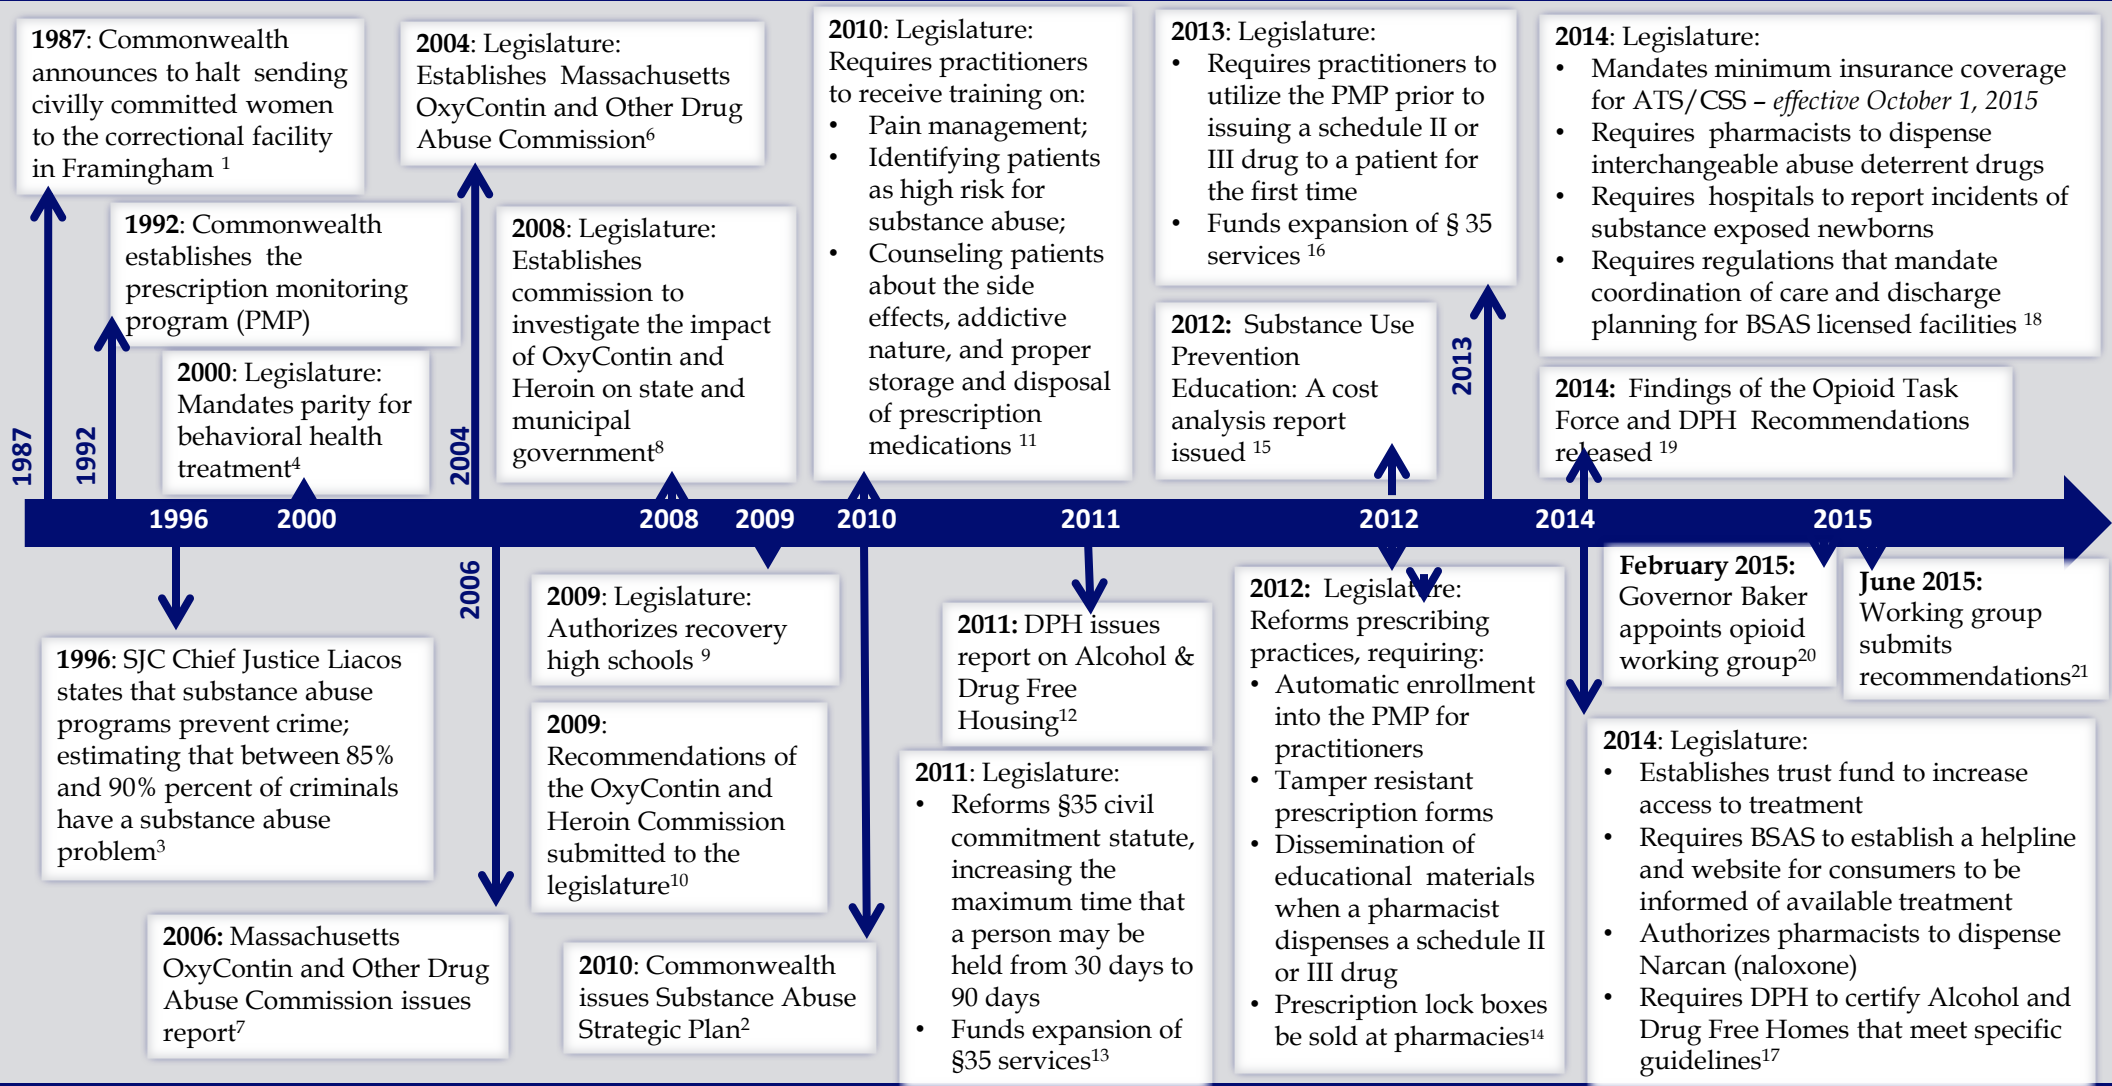 1987: Commonwealth
announces to halt sending
civilly committed women
to the correctional facility
in Framingham 1
1992: Commonwealth
establishes the
prescription monitoring
program (PMP)
2000: Legislature:
Mandates parity for
behavioral health
treatment4
2004: Legislature:
Establishes Massachusetts
OxyContin and Other Drug
Abuse Commission6
2008: Legislature:
Establishes
commission to
investigate the impact
of OxyContin and
Heroin on state and
municipal
government8
2010: Legislature:
Requires practitioners
to receive training on:
• Pain management;
• Identifying patients
as high risk for
substance abuse;
• Counseling patients
about the side
effects, addictive
nature, and proper
storage and disposal
of prescription
medications 11
2013: Legislature:
• Requires practitioners to
utilize the PMP prior to
issuing a schedule II or
III drug to a patient for
the first time
• Funds expansion of § 35
services 16
2012: Substance Use
Prevention
Education: A cost
analysis report
issued 15
2014: Legislature:
• Mandates minimum insurance coverage
for ATS/CSS – effective October 1, 2015
• Requires pharmacists to dispense
interchangeable abuse deterrent drugs
• Requires hospitals to report incidents of
substance exposed newborns
• Requires regulations that mandate
coordination of care and discharge
planning for BSAS licensed facilities 18
2014: Findings of the Opioid Task
Force and DPH Recommendations
released 19
1987
1992
2004
2013
1996
2000
2008
2009
2010
2011
2012
2014
2015
2006
1996: SJC Chief Justice Liacos
states that substance abuse
programs prevent crime;
estimating that between 85%
and 90% percent of criminals
have a substance abuse
problem3
2006: Massachusetts
OxyContin and Other Drug
Abuse Commission issues
report7
2009: Legislature:
Authorizes recovery
high schools 9
2009:
Recommendations of
the OxyContin and
Heroin Commission
submitted to the
legislature10
2010: Commonwealth
issues Substance Abuse
Strategic Plan2
2011: DPH issues
report on Alcohol &
Drug Free
Housing12
2011: Legislature:
• Reforms §35 civil
commitment statute,
increasing the
maximum time that
a person may be
held from 30 days to
90 days
• Funds expansion of
§35 services13
2012: Legislature:
Reforms prescribing
practices, requiring:
• Automatic enrollment
into the PMP for
practitioners
• Tamper resistant
prescription forms
• Dissemination of
educational materials
when a pharmacist
dispenses a schedule II
or III drug
• Prescription lock boxes
be sold at pharmacies14
February 2015:
Governor Baker
appoints opioid
working group20
June 2015:
Working group
submits
recommendations21
2014: Legislature:
• Establishes trust fund to increase
access to treatment
• Requires BSAS to establish a helpline
and website for consumers to be
informed of available treatment
• Authorizes pharmacists to dispense
Narcan (naloxone)
• Requires DPH to certify Alcohol and
Drug Free Homes that meet specific
guidelines17